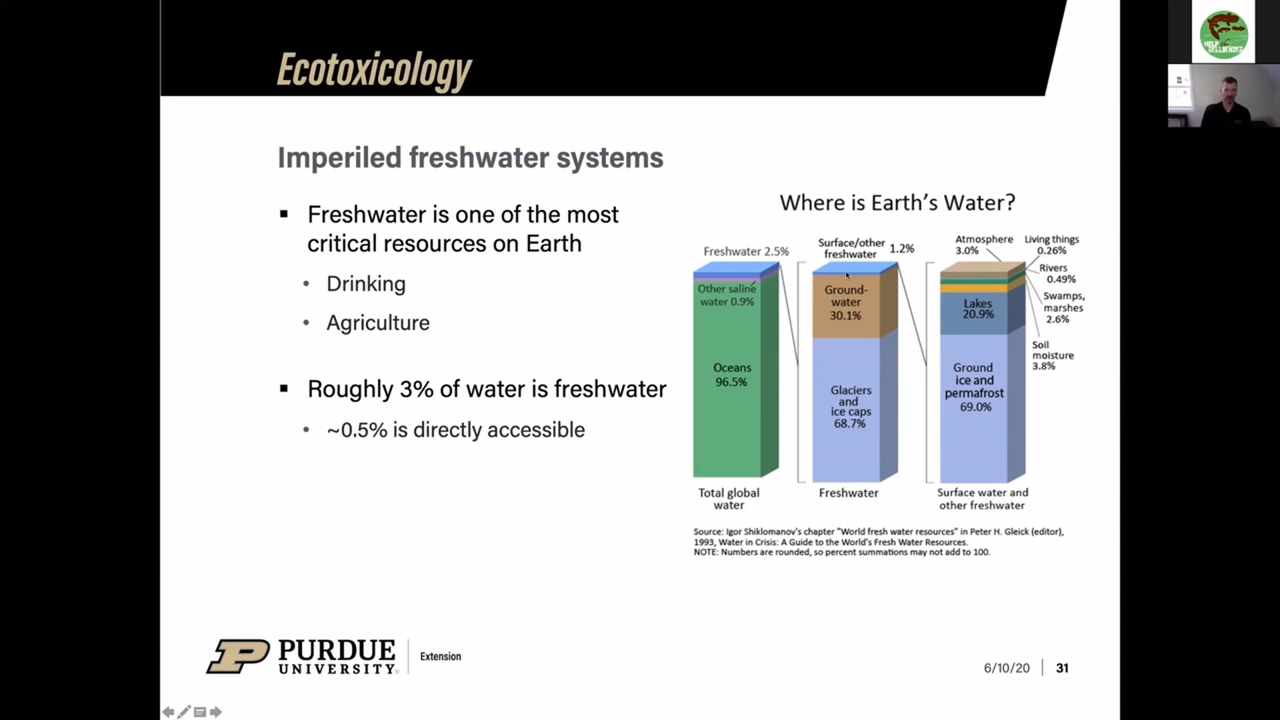 Ecotoxicology
Imperiled freshwater systems
▪ Freshwater is one of the most
critical resources on Earth
• Drinking
• Agriculture
▪ Roughly 3% of water is freshwater
• ~0.5% is directly accessible
Where is Earth's Water?
Freshwater 2.5%
Other saline
water 0.9%
Oceans
96.5%
Total global
water
Surface/other
freshwater 1.2%
Ground-
water
30.1%
Glaciers
and
ice caps
68.7%
Freshwater
Atmosphere
3.0%
Living things
0.26%
Rivers
0.49%
Swamps,
marshes
2.6%
Soil
moisture
3.8%
Lakes
20.9%
Ground
ice and
permafrost
69.0%
Surface water and
other freshwater
Source: Igor Shiklomanov's chapter "World fresh water resources" in Peter H. Gleick (editor),
1993, Water in Crisis: A Guide to the World's Fresh Water Resources.
NOTE: Numbers are rounded, so percent summations may not add to 100.
P PURDUE
UNIVERSITY
Extension
6/10/20
31
HELP
HELLBENDER